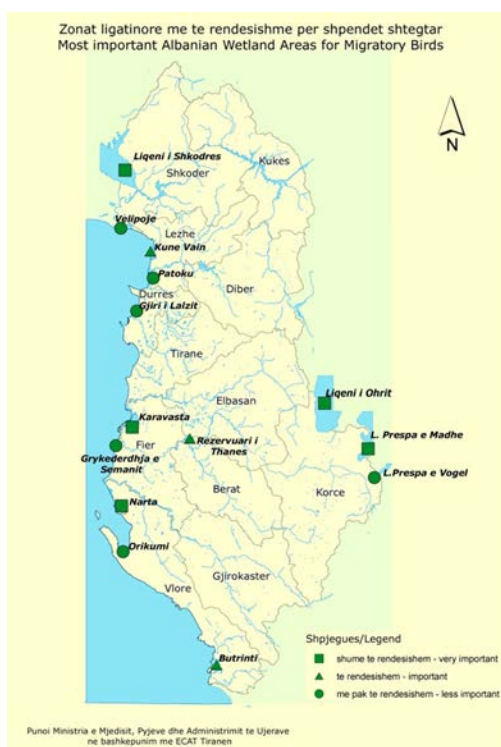 Zonat ligatinore me te rendesishme per shpendet shtegtar
Most important Albanian Wetland Areas for Migratory Birds
N
Liqeni i Shkodres
Shkoder
Kukes
Velipoje
Lezhe
Kune Vain
Patoku
Diber
Durres
Gjiri i Lalzit
Tirane
Liqeni i Ohrit
Elbasan
Karavasta
L. Prespa e Madhe
Rezervuari i
Thanes
Fier
Grykederdhja e
Semanit
L.Prespa e Vogel
Berat
Korce
Narta
Orikumi
Gjirokaster
Vlore
Butrinti
Shpjegues/Legend
shume te rendesishem - very important
te rendesishem - important
me pak te rendesishem - less important
Punoi Ministria e Mjedisit, Pyjeve dhe Administrimit te Ujerave
ne bashkepunim me ECAT Tiranen